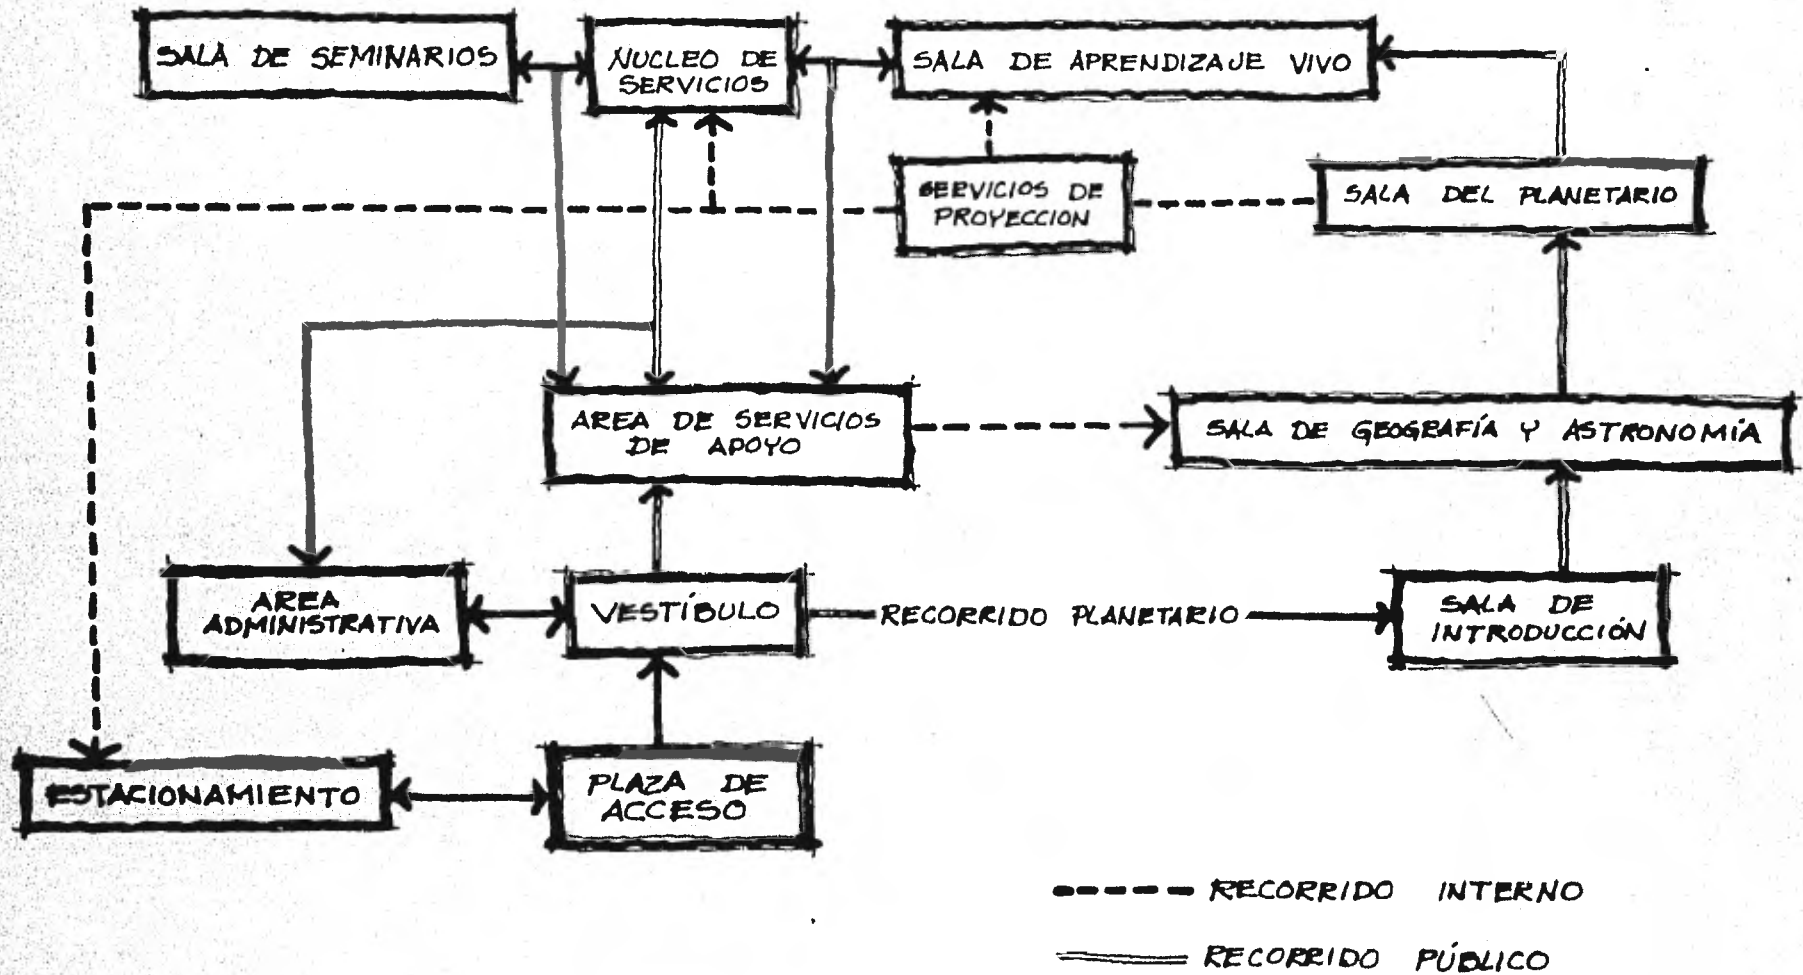 SALA DE SEMINARIOS
NUCLEO DE
SERVICIOS
SALA DE APRENDIZAJE VIVO
SERVICIOS DE
PROYECCION
SALA DEL PLANETARIO
AREA DE SERVICIOS
DE APOYO
SALA DE GEOGRAFÍA Y ASTRONOMÍA
AREA
ADMINISTRATIVA
VESTÍBULO
RECORRIDO PLANETARIO
SALA DE
INTRODUCCIÓN
ESTACIONAMIENTO
PLAZA DE
ACCESO
RECORRIDO INTERNO
RECORRIDO PÚBLICO